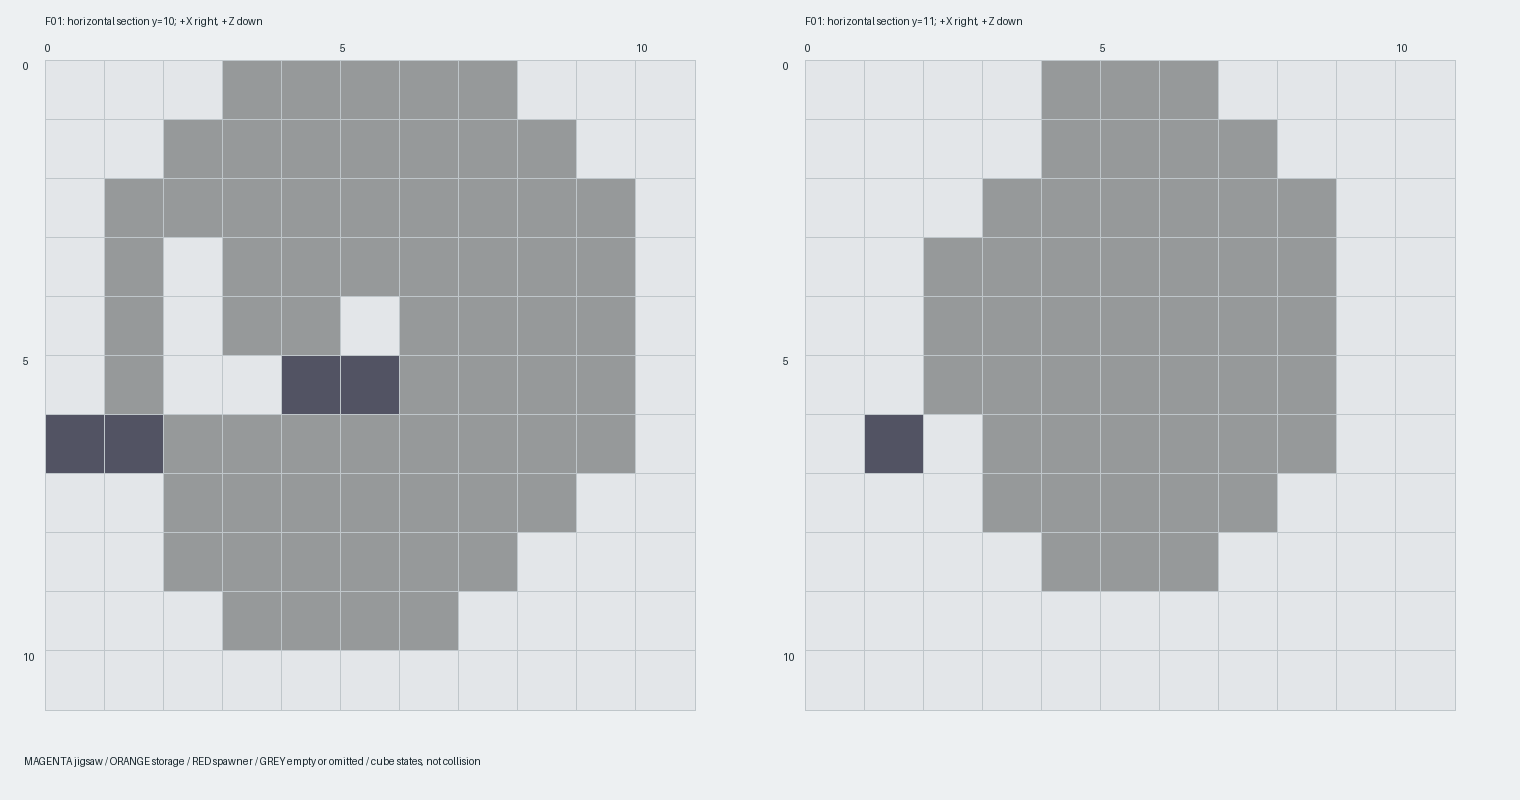 F01: horizontal section y=10; +X right, +Z down
F01: horizontal section y=11; +X right, +Z down
0 5 10
0 5 10
0
0
5
5
10
10
MAGENTA jigsaw / ORANGE storage / RED spawner / GREY empty or omitted / cube states, not collision